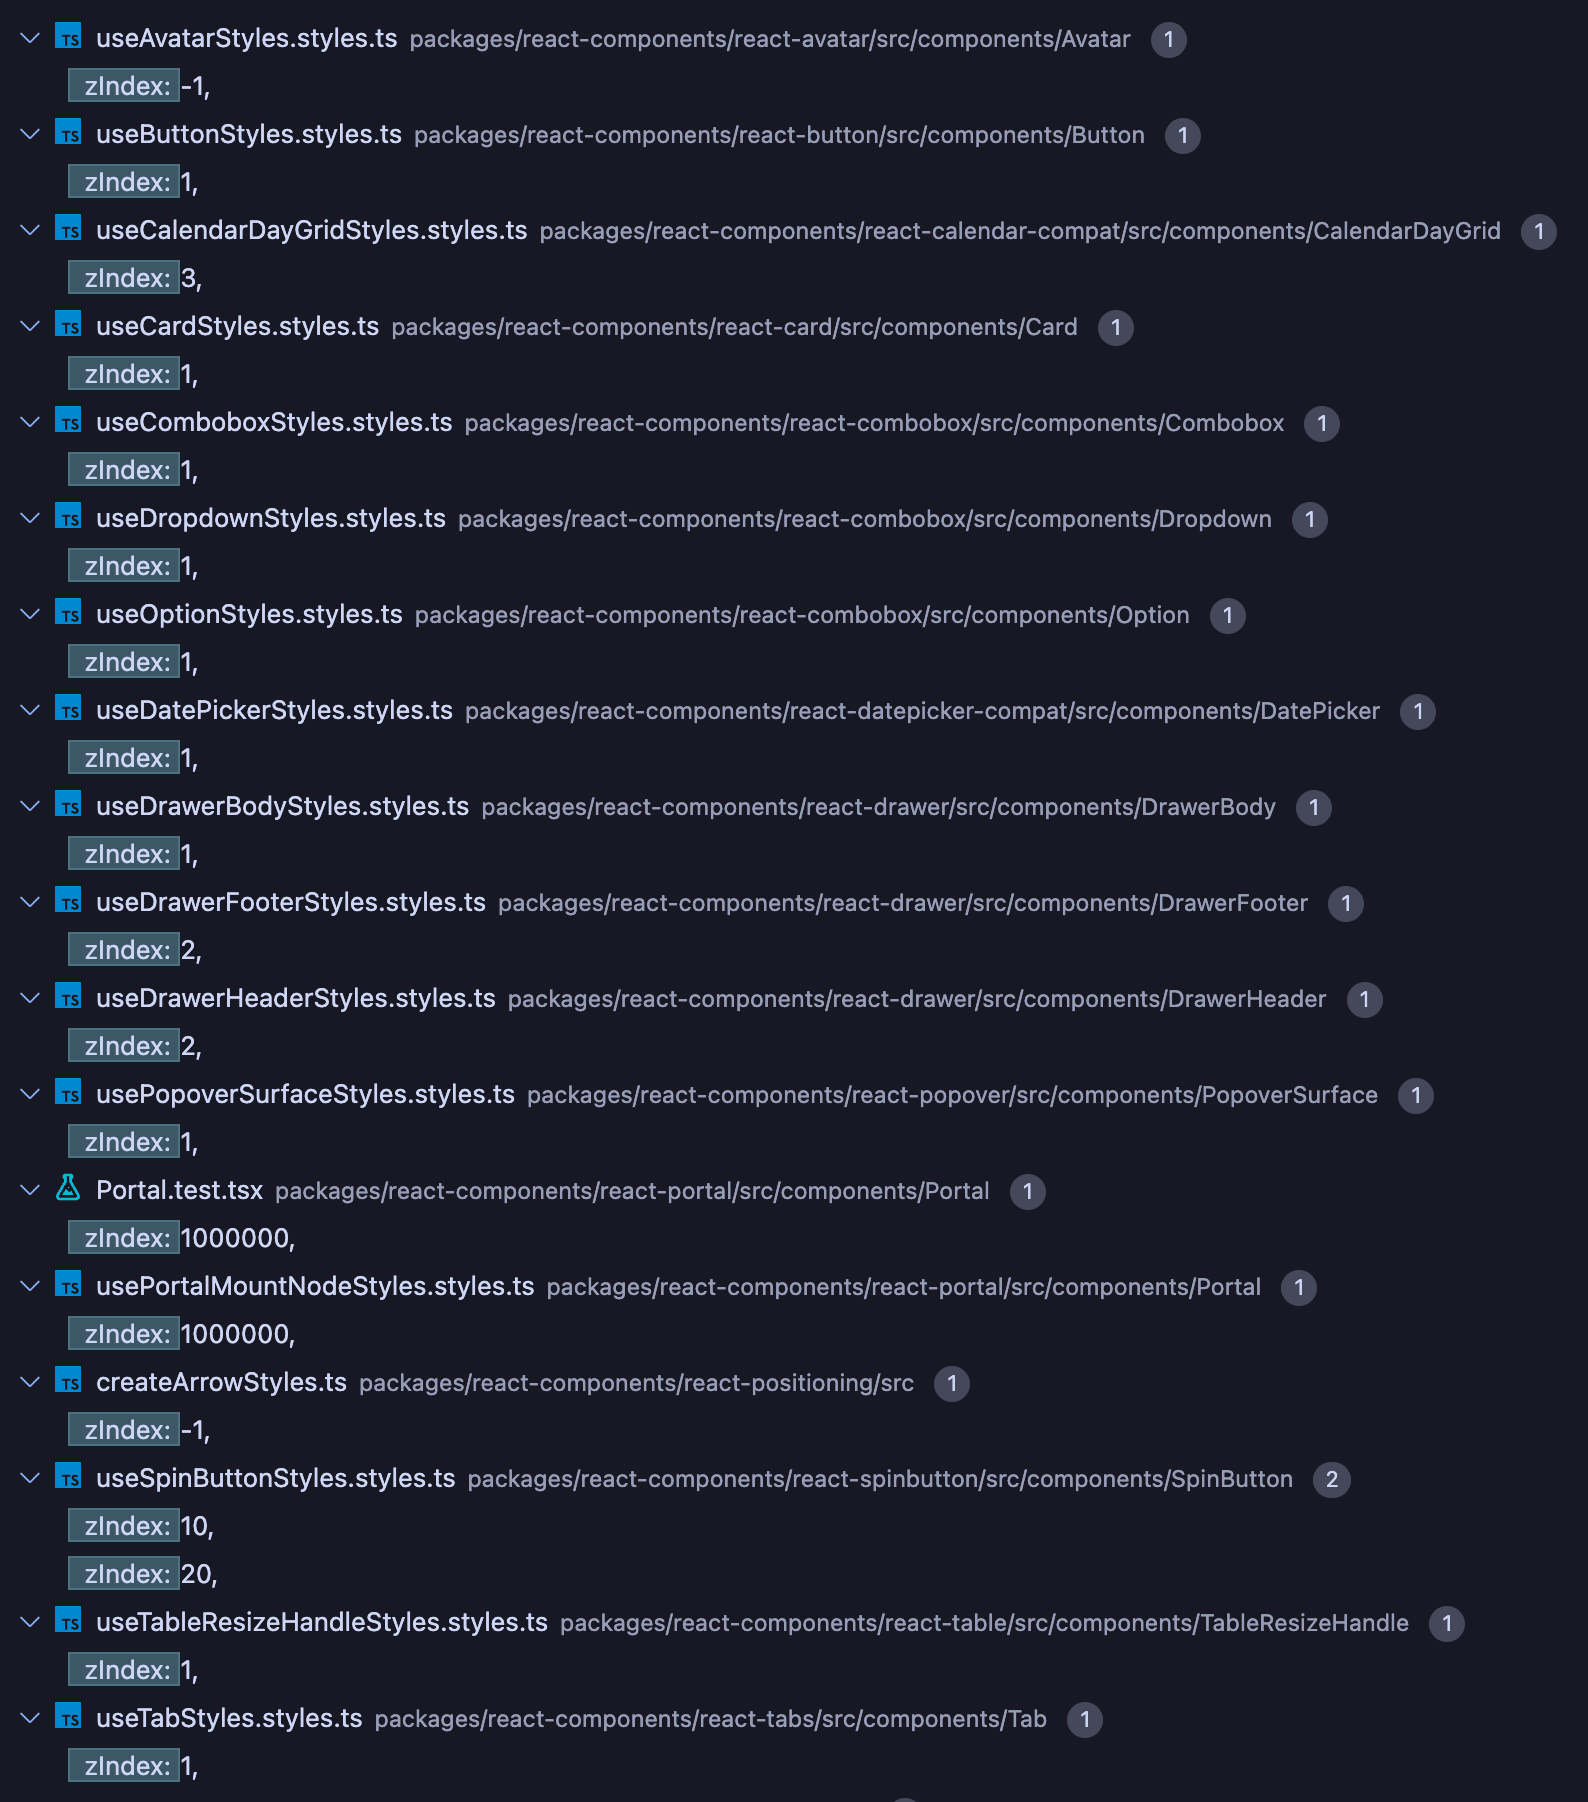 TS useAvatarStyles.styles.ts packages/react-components/react-avatar/src/components/Avatar 1
zIndex: -1,
TS useButtonStyles.styles.ts packages/react-components/react-button/src/components/Button 1
zIndex: 1,
TS useCalendarDayGridStyles.styles.ts packages/react-components/react-calendar-compat/src/components/CalendarDayGrid 1
zIndex: 3,
TS useCardStyles.styles.ts packages/react-components/react-card/src/components/Card 1
zIndex: 1,
TS useComboboxStyles.styles.ts packages/react-components/react-combobox/src/components/Combobox 1
zIndex: 1,
TS useDropdownStyles.styles.ts packages/react-components/react-combobox/src/components/Dropdown 1
zIndex: 1,
TS useOptionStyles.styles.ts packages/react-components/react-combobox/src/components/Option 1
zIndex: 1,
TS useDatePickerStyles.styles.ts packages/react-components/react-datepicker-compat/src/components/DatePicker 1
zIndex: 1,
TS useDrawerBodyStyles.styles.ts packages/react-components/react-drawer/src/components/DrawerBody 1
zIndex: 1,
TS useDrawerFooterStyles.styles.ts packages/react-components/react-drawer/src/components/DrawerFooter 1
zIndex: 2,
TS useDrawerHeaderStyles.styles.ts packages/react-components/react-drawer/src/components/DrawerHeader 1
zIndex: 2,
TS usePopoverSurfaceStyles.styles.ts packages/react-components/react-popover/src/components/PopoverSurface 1
zIndex: 1,
Portal.test.tsx packages/react-components/react-portal/src/components/Portal 1
zIndex: 1000000,
TS usePortalMountNodeStyles.styles.ts packages/react-components/react-portal/src/components/Portal 1
zIndex: 1000000,
TS createArrowStyles.ts packages/react-components/react-positioning/src 1
zIndex: -1,
TS useSpinButtonStyles.styles.ts packages/react-components/react-spinbutton/src/components/SpinButton 2
zIndex: 10,
zIndex: 20,
TS useTableResizeHandleStyles.styles.ts packages/react-components/react-table/src/components/TableResizeHandle 1
zIndex: 1,
TS useTabStyles.styles.ts packages/react-components/react-tabs/src/components/Tab 1
zIndex: 1,